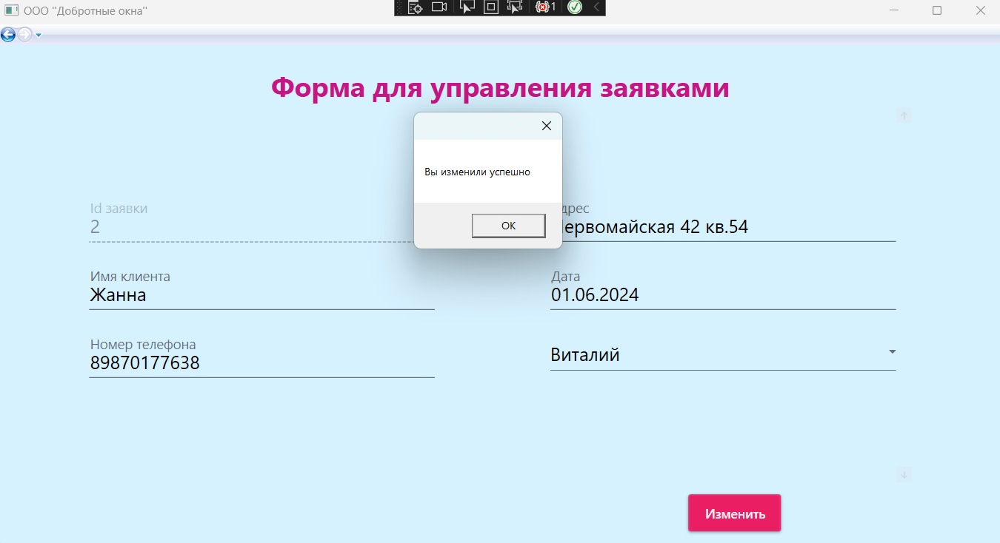 ООО "Добротные окна"
1
Форма для управления заявками
Вы изменили успешно
ОК
Id заявки
2
дрес
ервомайская 42 кв.54
Имя клиента
Жанна
Дата
01.06.2024
Номер телефона
89870177638
Виталий
Изменить